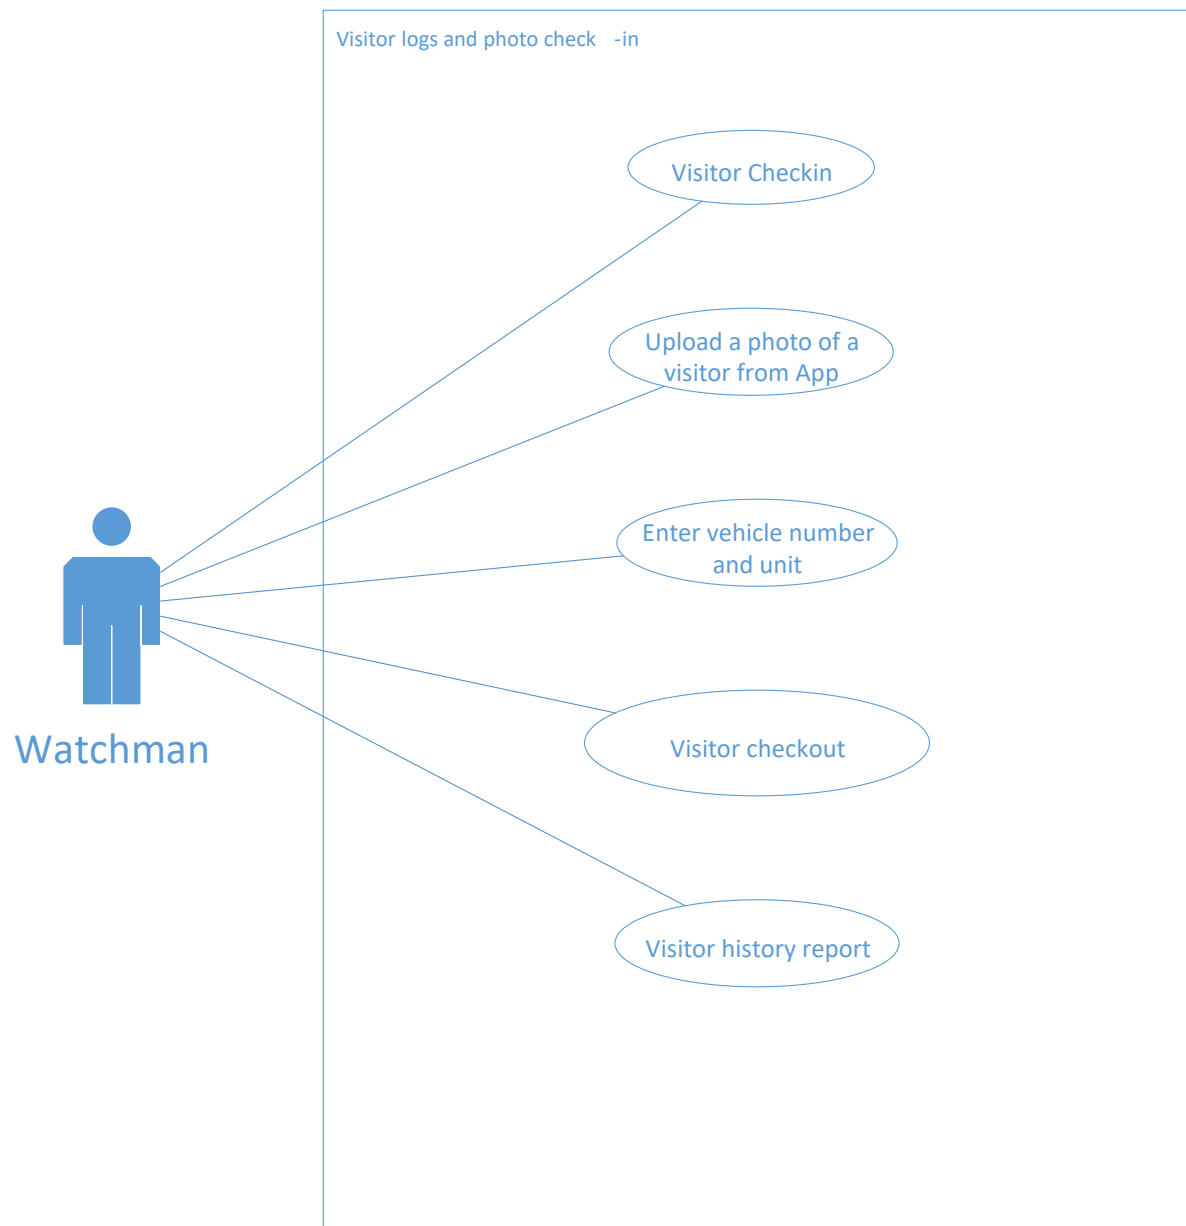 Visitor logs and photo check -in
Visitor Checkin
Upload a photo of a
visitor from App
Enter vehicle number
and unit
Watchman
Visitor checkout
Visitor history report